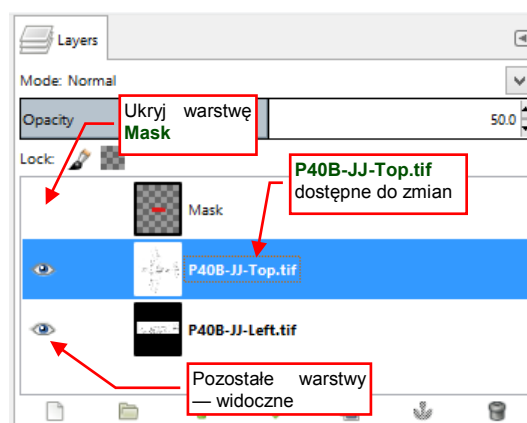 Layers
Mode: Normal
Opacity
50.0
Ukryj warstwę
Mask
Lock:
P40B-JJ-Top.tif
dostępne do zmian
Mask
P40B-JJ-Top.tif
P40B-JJ-Left.tif
Pozostałe warstwy
— widoczne